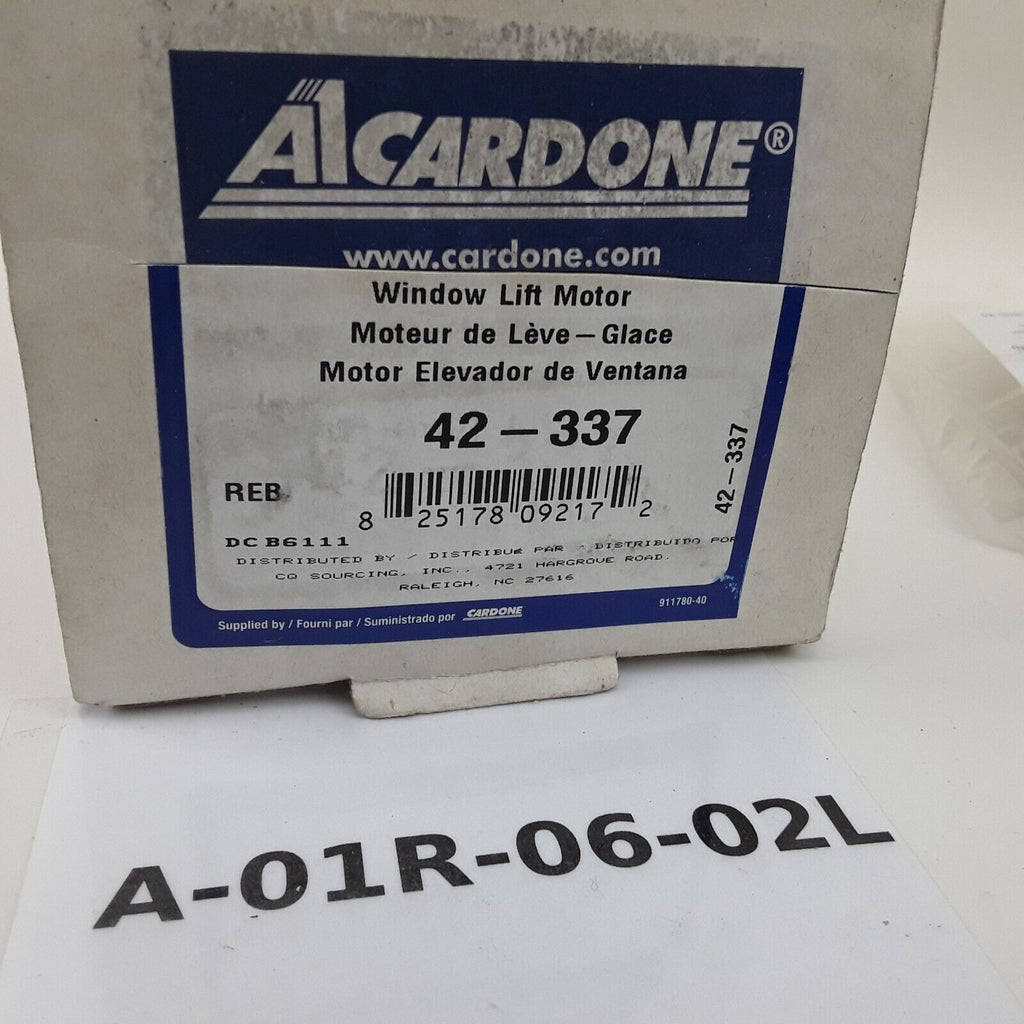 A1CARDONE®
www.cardone.com
Window Lift Motor
Moteur de Lève-Glace
Motor Elevador de Ventana
42-337
REB
8 25178 09217 2
42-337
DC B6111
DISTRIBUTED BY / DISTRIBUÉ PAR / DISTRIBUIDO POR
CQ SOURCING, INC., 4721 HARGROVE ROAD,
RALEIGH, NC 27616
Supplied by / Fourni par / Suministrado por CARDONE
911780-40
A-01R-06-02L